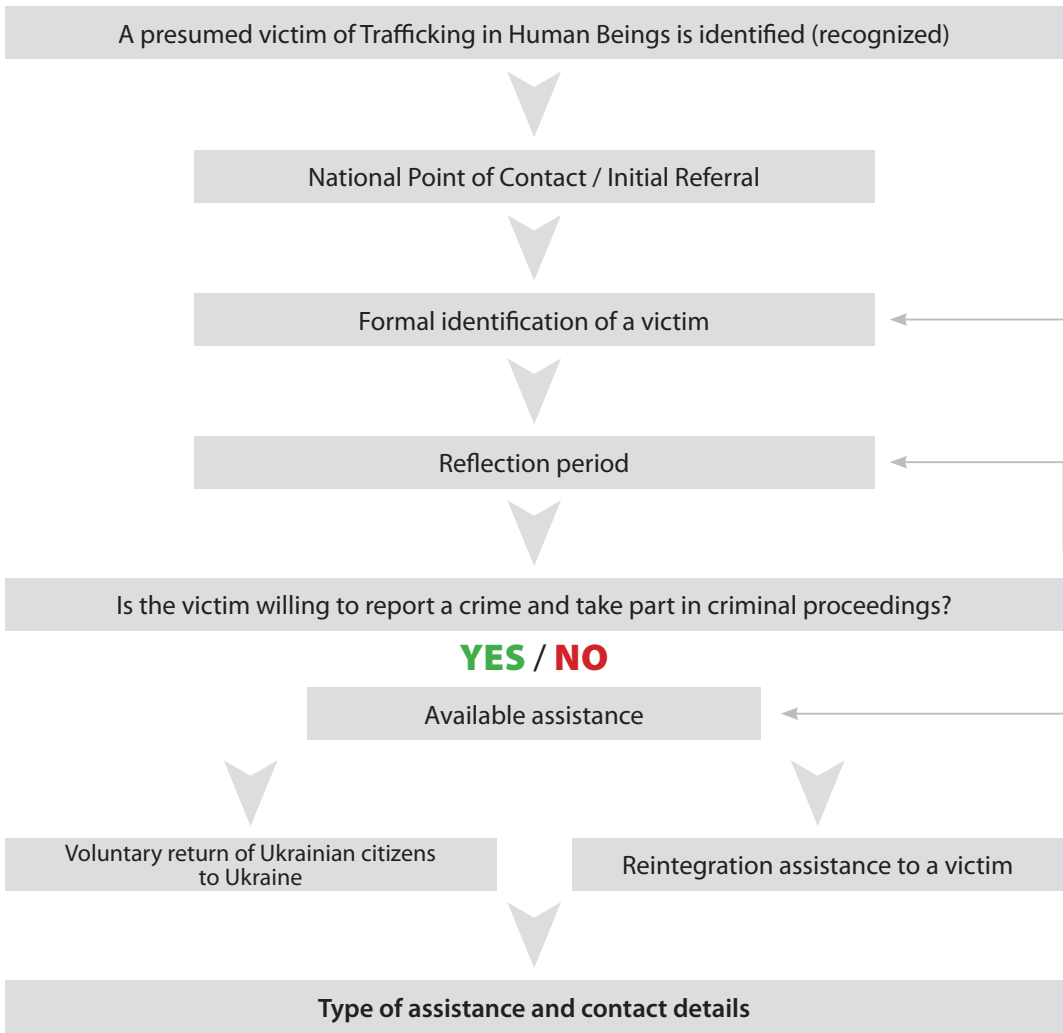 A presumed victim of Trafficking in Human Beings is identified (recognized)
National Point of Contact / Initial Referral
Formal identification of a victim
Reflection period
Is the victim willing to report a crime and take part in criminal proceedings?
YES / NO
Available assistance
Voluntary return of Ukrainian citizens
to Ukraine
Reintegration assistance to a victim
Type of assistance and contact details